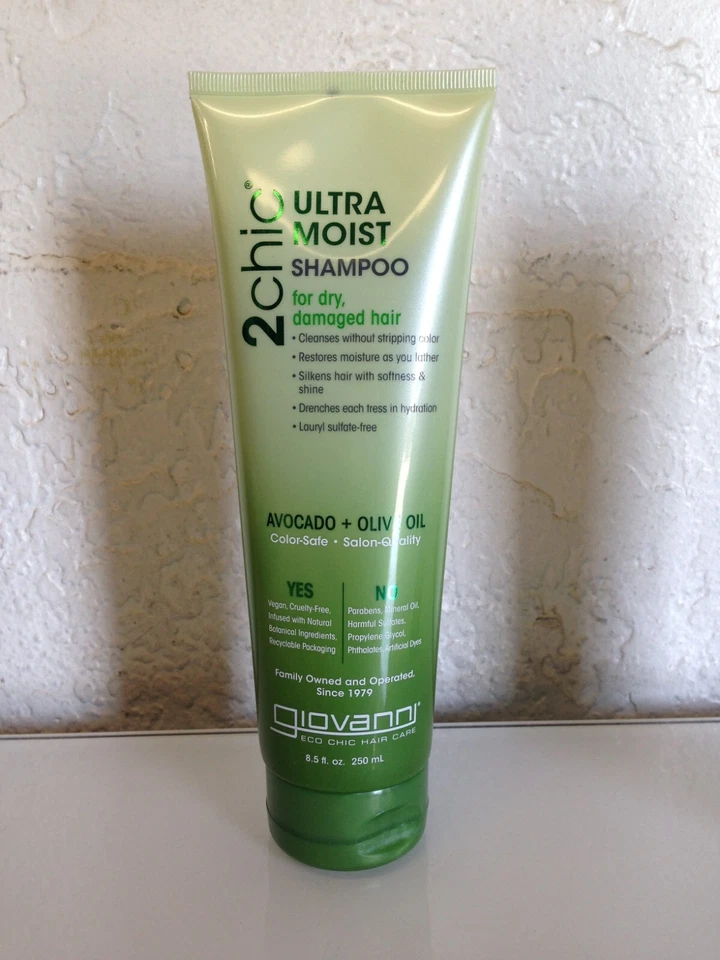 2chic®
ULTRA
MOIST
SHAMPOO
for dry,
damaged hair
• Cleanses without stripping color
• Restores moisture as you lather
• Silkens hair with softness &
shine
• Drenches each tress in hydration
• Lauryl sulfate-free
AVOCADO + OLIVE OIL
Color-Safe • Salon-Quality
YES
Vegan, Cruelty-Free,
Infused with Natural
Botanical Ingredients,
Recyclable Packaging
NO
Parabens, Mineral Oil,
Harmful Sulfates,
Propylene Glycol,
Phthalates, Artificial Dyes
Family Owned and Operated,
Since 1979
giovanni®
ECO CHIC HAIR CARE
8.5 fl. oz. 250 mL